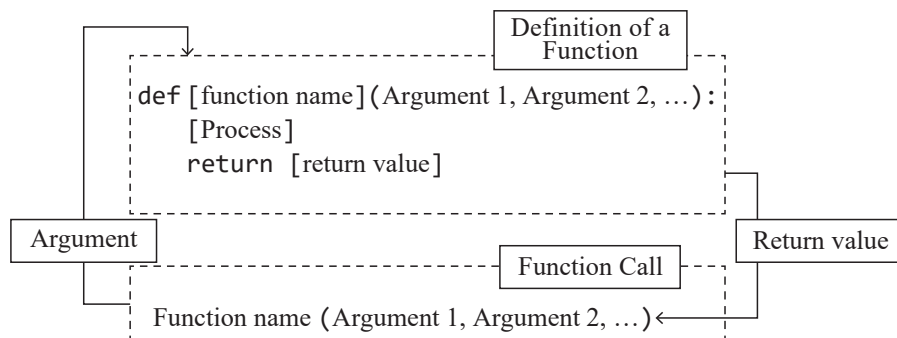 Definition of a
Function
def [function name](Argument 1, Argument 2, …):
[Process]
return [return value]
Argument
Return value
Function Call
Function name (Argument 1, Argument 2, …)